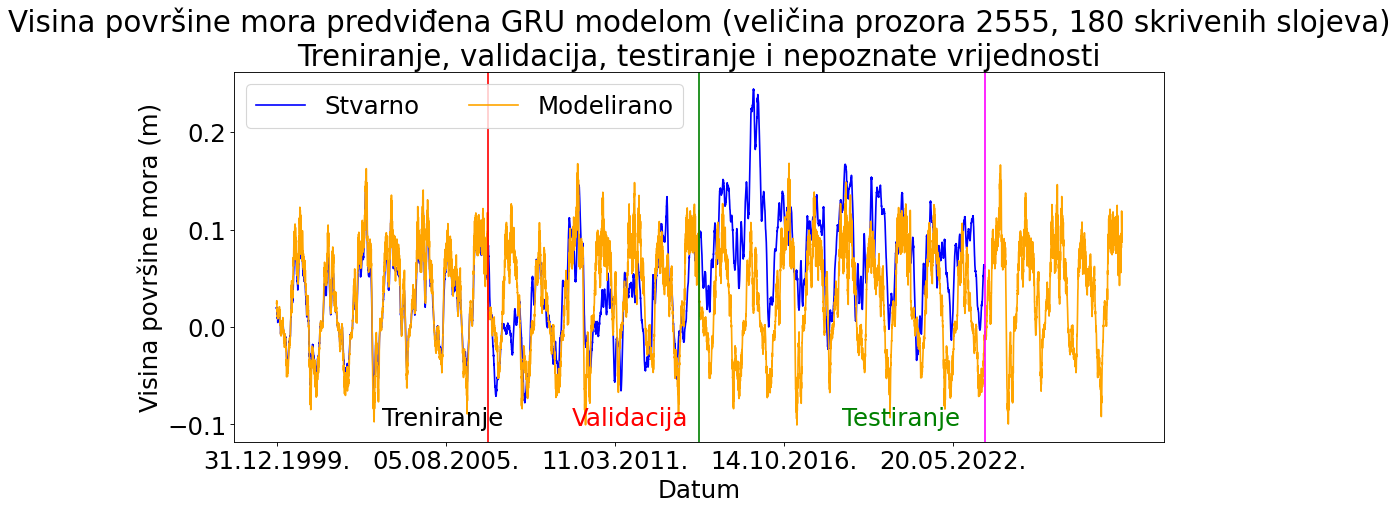 Visina površine mora predviđena GRU modelom (veličina prozora 2555, 180 skrivenih slojeva)
Treniranje, validacija, testiranje i nepoznate vrijednosti
Stvarno Modelirano
Visina površine mora (m)
0.2
0.1
0.0
−0.1
Treniranje Validacija Testiranje
31.12.1999. 05.08.2005. 11.03.2011. 14.10.2016. 20.05.2022.
Datum